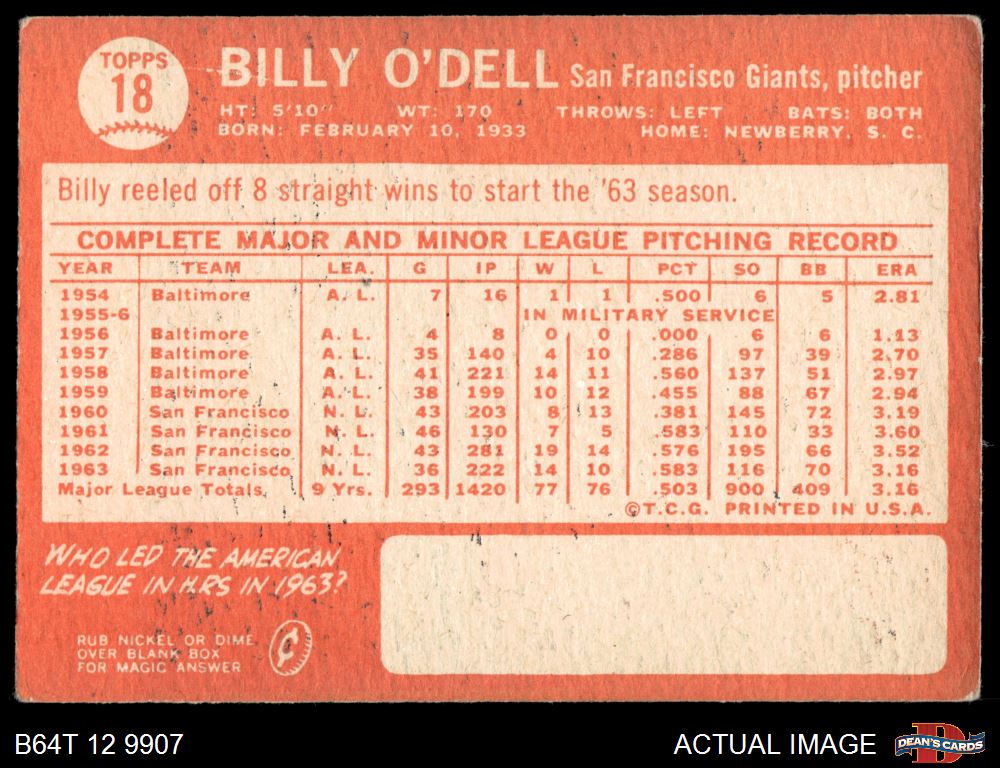 TOPPS
18
BILLY O'DELL San Francisco Giants, pitcher
HT: 5'10" WT: 170 THROWS: LEFT BATS: BOTH
BORN: FEBRUARY 10, 1933 HOME: NEWBERRY, S. C.
Billy reeled off 8 straight wins to start the '63 season.
COMPLETE MAJOR AND MINOR LEAGUE PITCHING RECORD
YEAR TEAM LEA. G IP W L PCT SO BB ERA
1954 Baltimore A. L. 7 16 1 1 .500 6 5 2.81
1955-6 IN MILITARY SERVICE
1956 Baltimore A. L. 4 8 0 0 .000 6 6 1.13
1957 Baltimore A. L. 35 140 4 10 .286 97 39 2.70
1958 Baltimore A. L. 41 221 14 11 .560 137 51 2.97
1959 Baltimore A. L. 38 199 10 12 .455 88 67 2.94
1960 San Francisco N. L. 43 203 8 13 .381 145 72 3.19
1961 San Francisco N. L. 46 130 7 5 .583 110 33 3.60
1962 San Francisco N. L. 43 281 19 14 .576 195 66 3.52
1963 San Francisco N. L. 36 222 14 10 .583 116 70 3.16
Major League Totals 9 Yrs. 293 1420 77 76 .503 900 409 3.16
©T.C.G. PRINTED IN U.S.A.
WHO LED THE AMERICAN
LEAGUE IN H.R'S IN 1963?
RUB NICKEL OR DIME
OVER BLANK BOX
FOR MAGIC ANSWER
¢
B64T 12 9907
ACTUAL IMAGE
D
DEAN'S CARDS